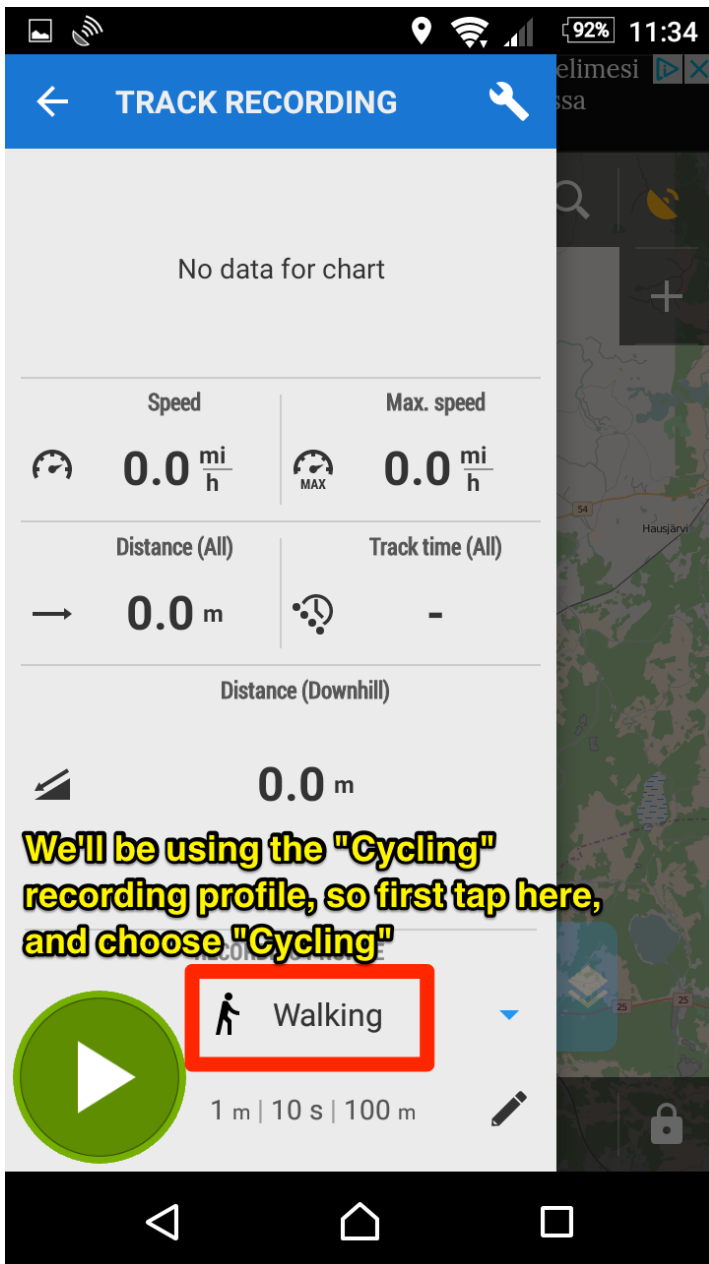 92% 11:34
elimesi
ssa
TRACK RECORDING
No data for chart
Speed
Max. speed
0.0 mi/h
MAX
0.0 mi/h
54
Hausjärvi
Distance (All)
Track time (All)
0.0 m
-
Distance (Downhill)
13
0.0 m
We'll be using the "Cycling"
recording profile, so first tap here,
and choose "Cycling"
Walking
25
25
1 m | 10 s | 100 m